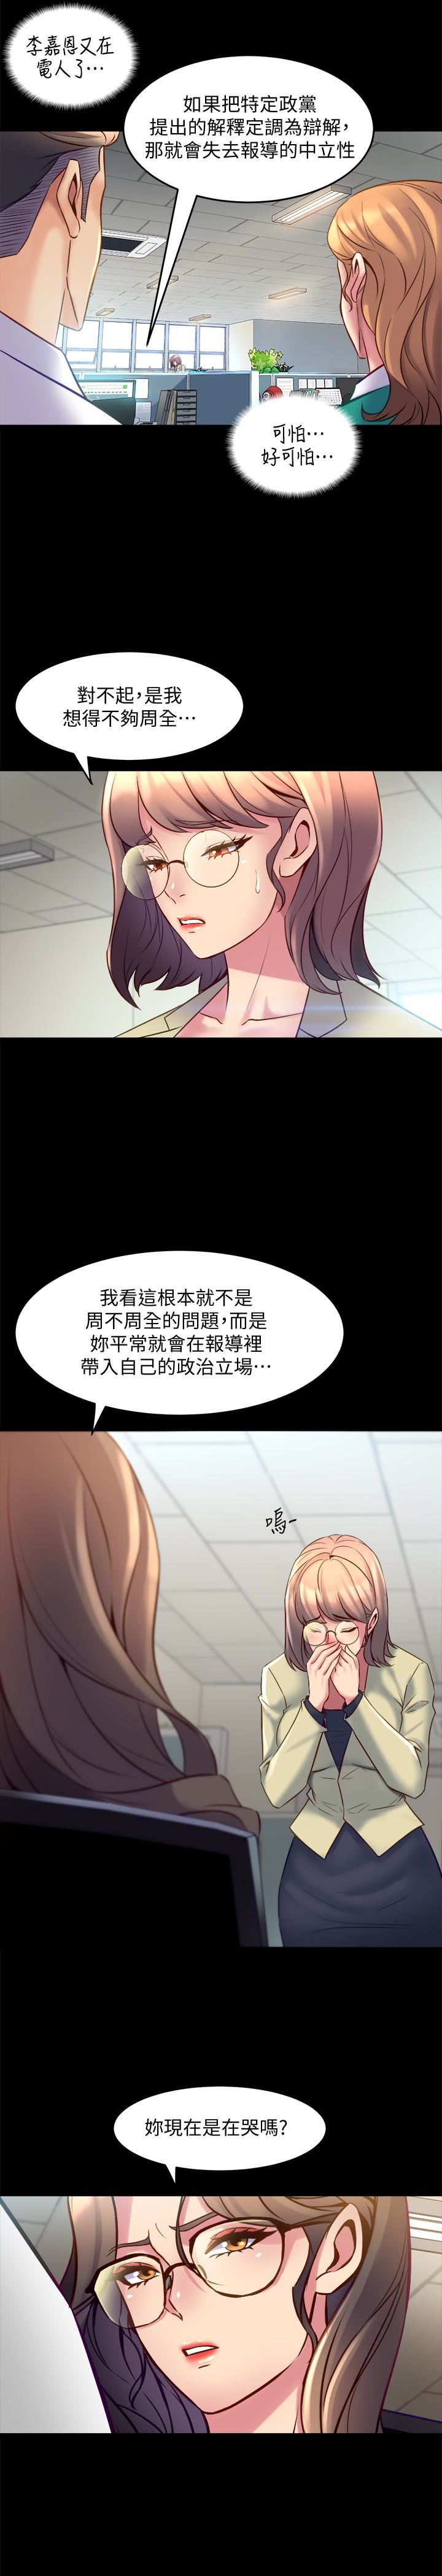 李嘉恩又在
電人了…
如果把特定政黨
提出的解釋定調為辯解，
那就會失去報導的中立性
可怕…
好可怕…
對不起，是我
想得不夠周全…
我看這根本就不是
周不周全的問題，而是
妳平常就會在報導裡
帶入自己的政治立場…
嗚-
妳現在是在哭嗎?